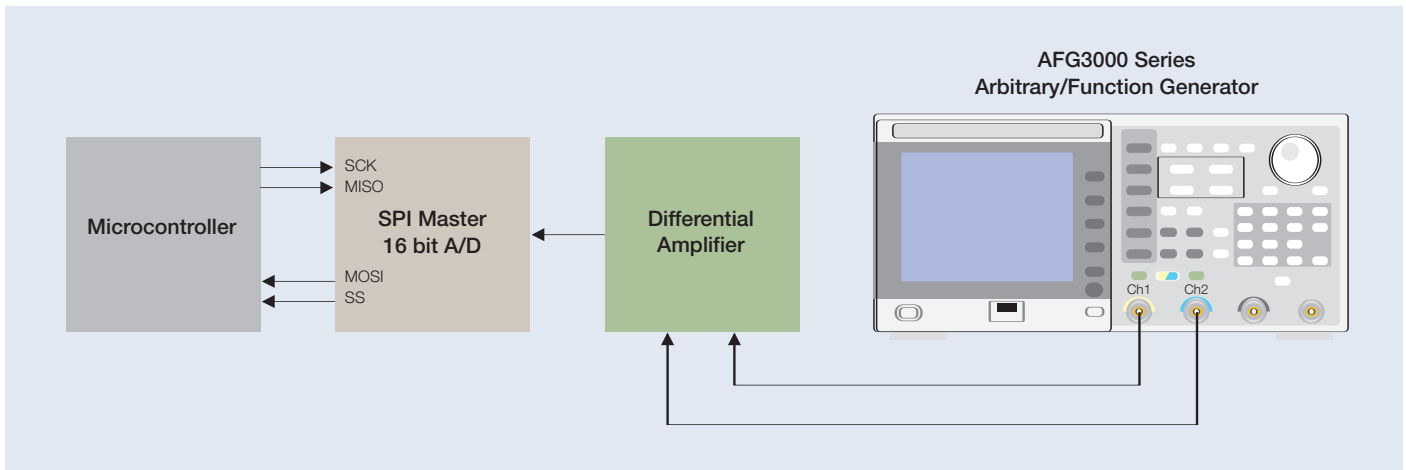 AFG3000 Series
Arbitrary/Function Generator
Microcontroller
SCK
MISO
SPI Master
16 bit A/D
MOSI
SS
Differential
Amplifier
Ch1
Ch2